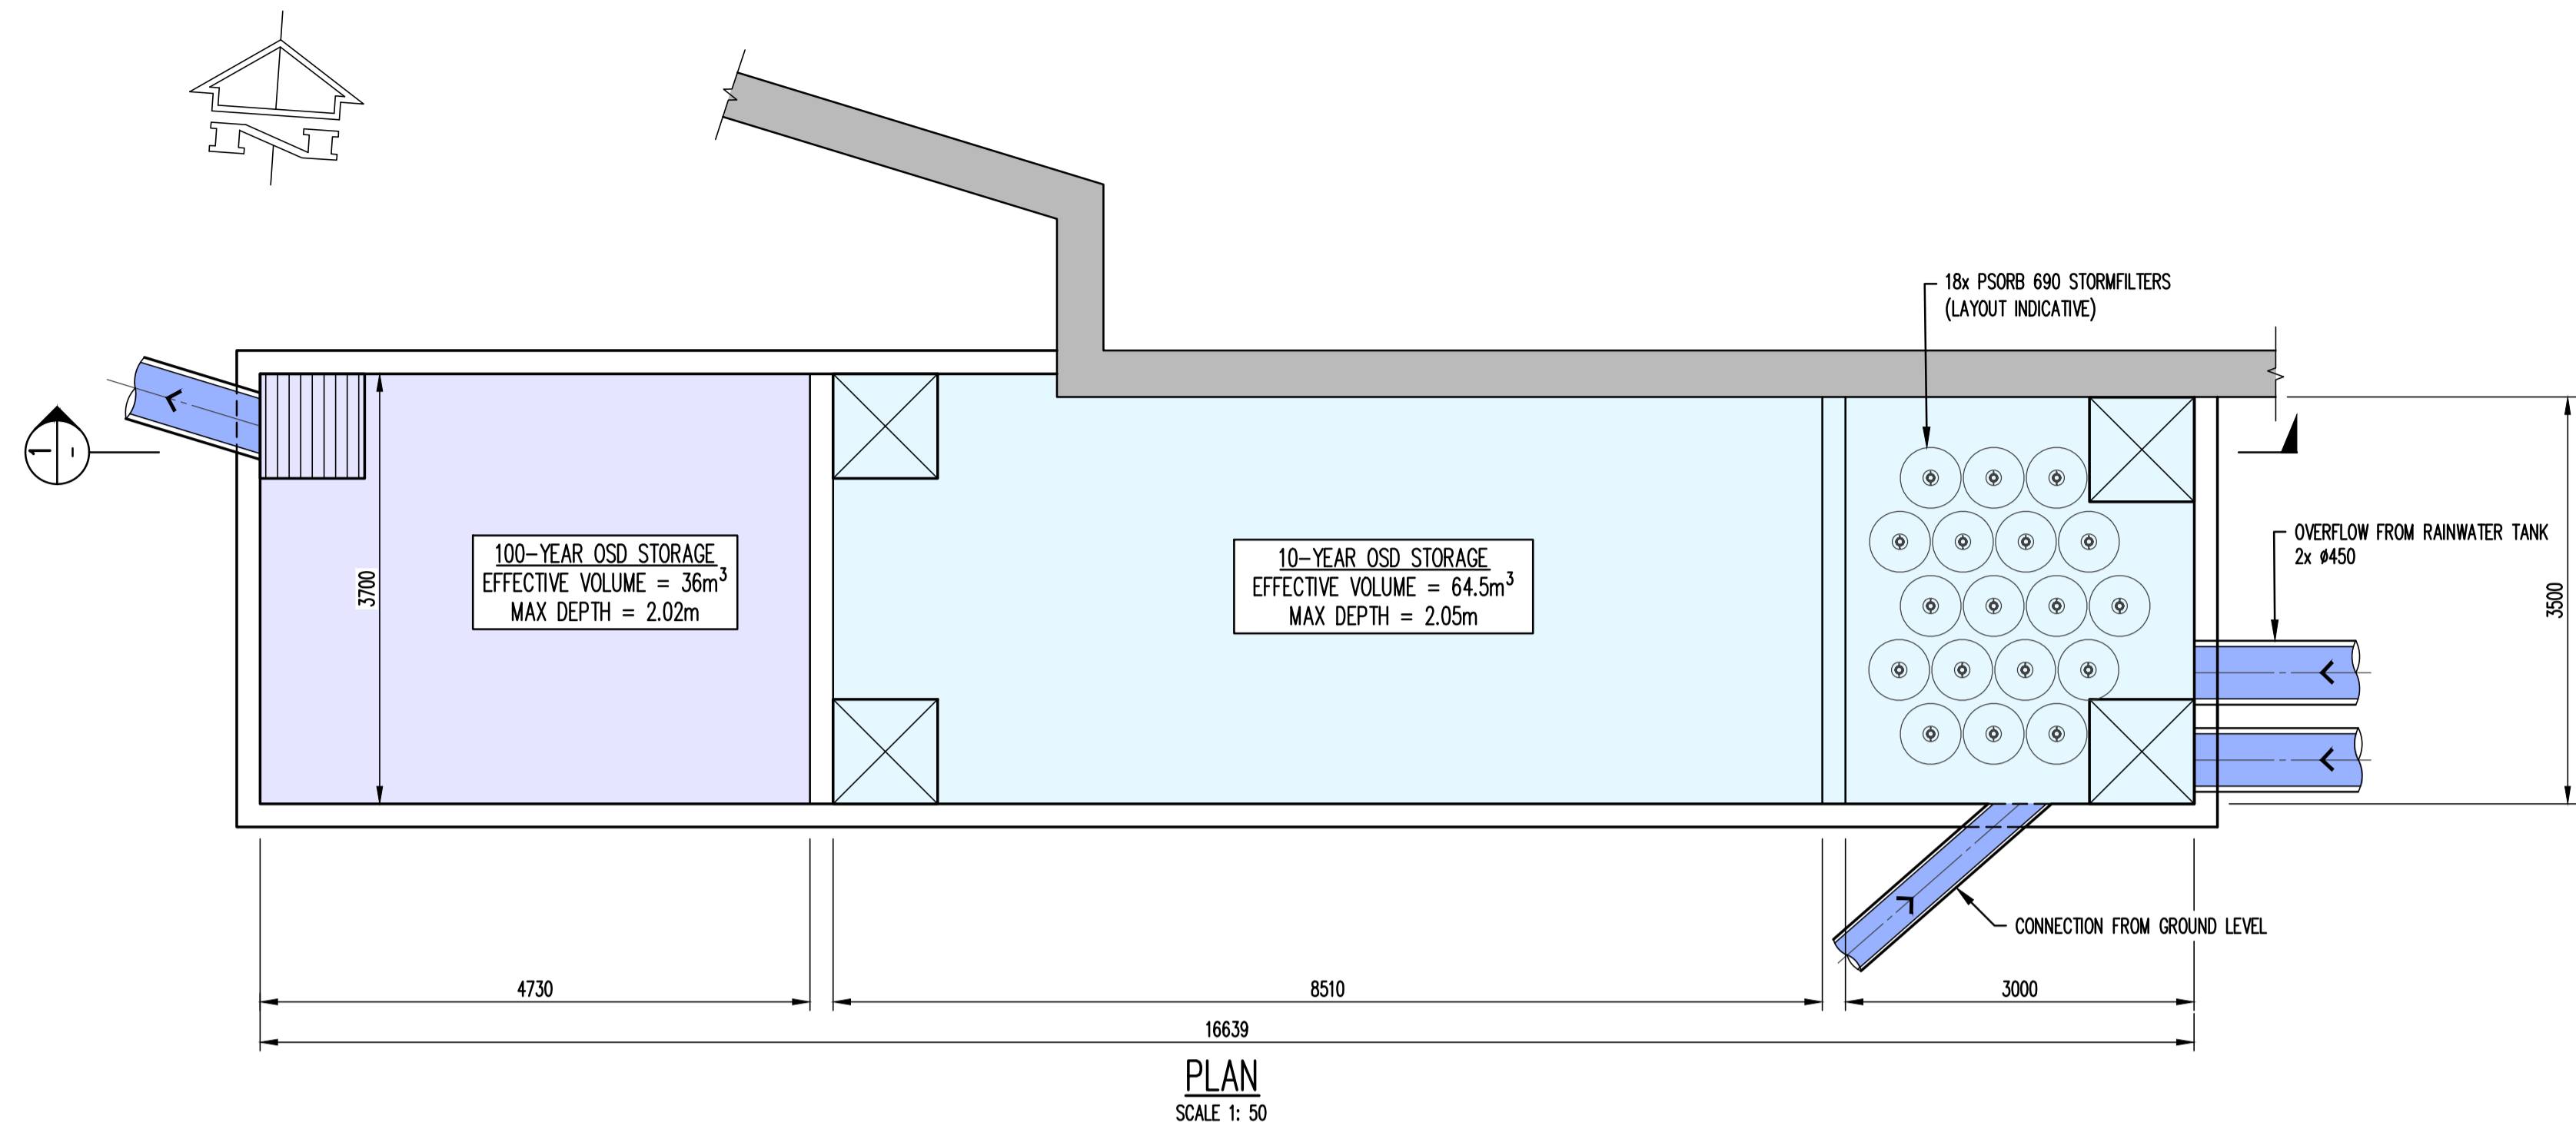 N
18x PSORB 690 STORMFILTERS
(LAYOUT INDICATIVE)
1
-
OVERFLOW FROM RAINWATER TANK
2x ø450
100-YEAR OSD STORAGE
EFFECTIVE VOLUME = 36m³
MAX DEPTH = 2.02m
10-YEAR OSD STORAGE
EFFECTIVE VOLUME = 64.5m³
MAX DEPTH = 2.05m
3700
3500
CONNECTION FROM GROUND LEVEL
4730
8510
3000
16639
PLAN
SCALE 1: 50